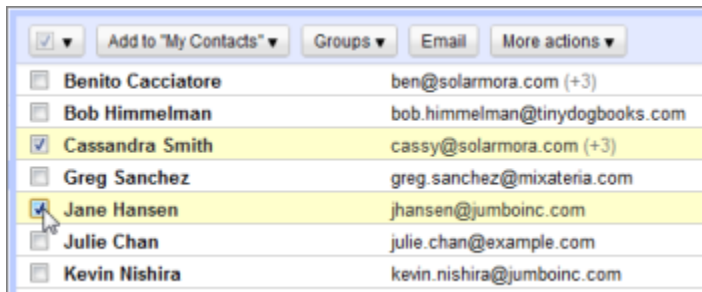 Add to "My Contacts" Groups Email More actions
Benito Cacciatore ben@solarmora.com (+3)
Bob Himmelman bob.himmelman@tinydogbooks.com
Cassandra Smith cassy@solarmora.com (+3)
Greg Sanchez greg.sanchez@mixateria.com
Jane Hansen jhansen@jumboinc.com
Julie Chan julie.chan@example.com
Kevin Nishira kevin.nishira@jumboinc.com